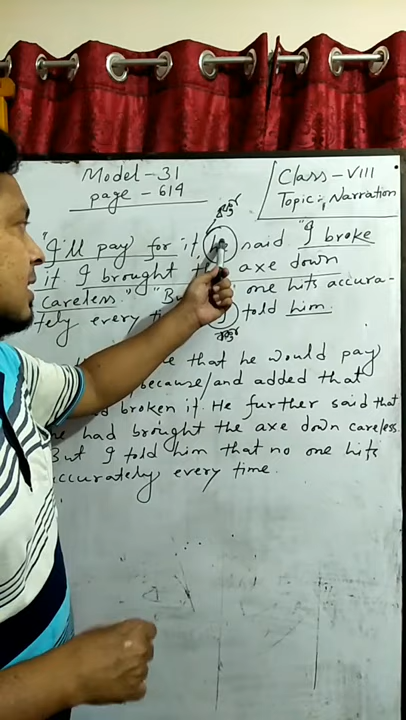 Model-31
page - 614
Class-VIII
Topic:, Narration
"I'll pay for it he said "I broke
it. I brought the axe down
careless." "Bu one hits accura-
tely every ti I told him.
e that he would pay
because/and added that
broken it. He further said that
he had brought the axe down careless.
But I told him that no one hits
accurately every time.